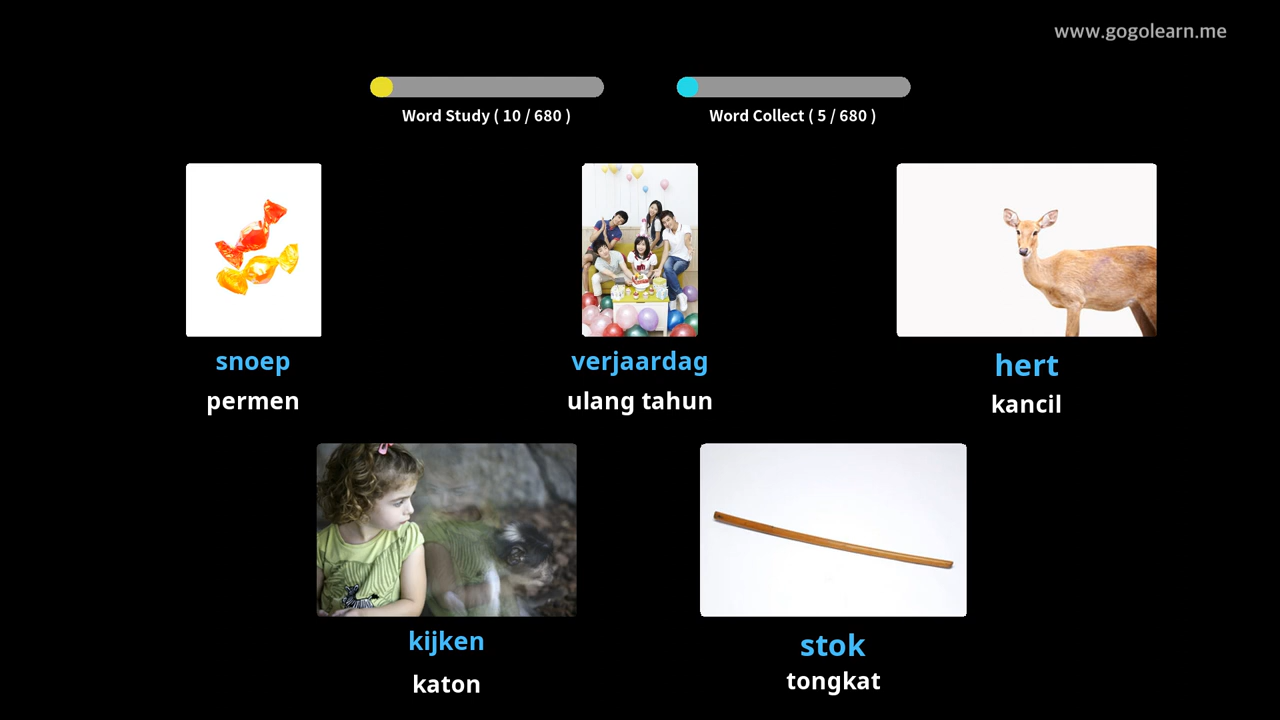 www.gogolearn.me
Word Study ( 10 / 680 )
Word Collect ( 5 / 680 )
snoep
permen
verjaardag
ulang tahun
hert
kancil
kijken
katon
stok
tongkat